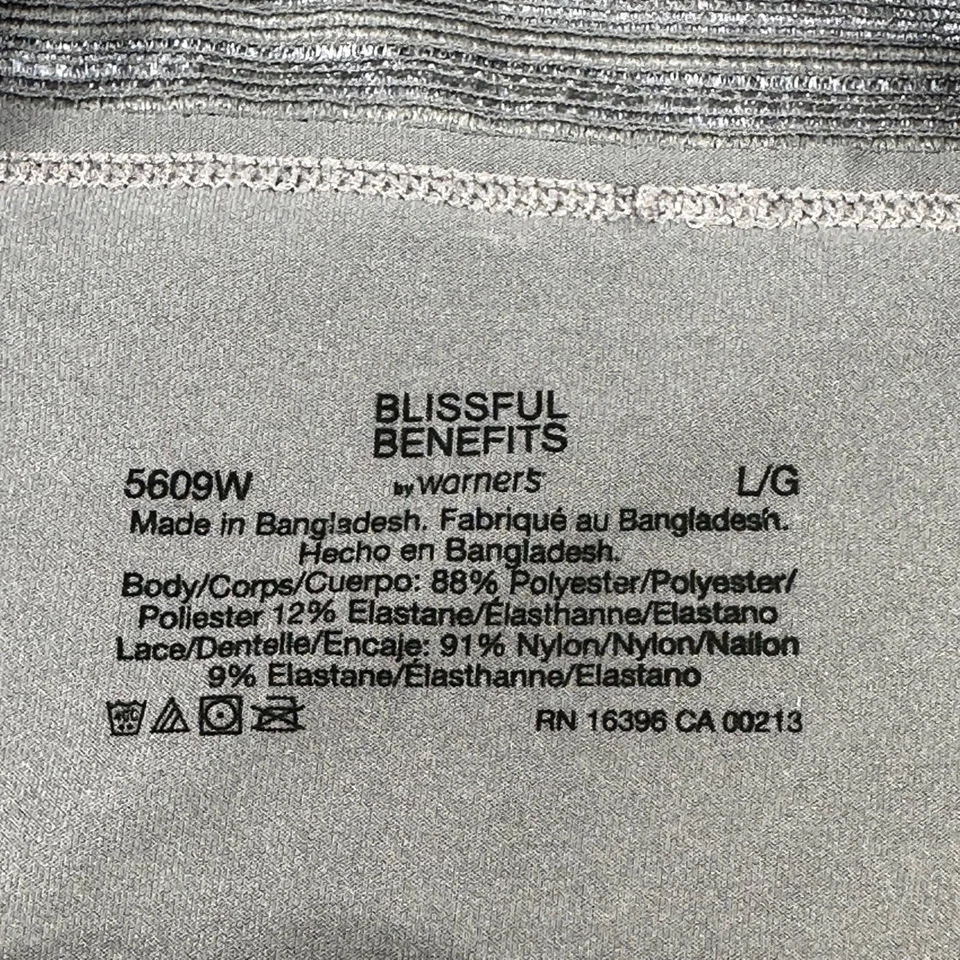 BLISSFUL
BENEFITS
5609W by warner's L/G
Made in Bangladesh. Fabriqué au Bangladesh.
Hecho en Bangladesh.
Body/Corps/Cuerpo: 88% Polyester/Polyester/
Poliester 12% Elastane/Élasthanne/Elastano
Lace/Dentelle/Encaje: 91% Nylon/Nylon/Nailon
9% Elastane/Élasthanne/Elastano
RN 16396 CA 00213